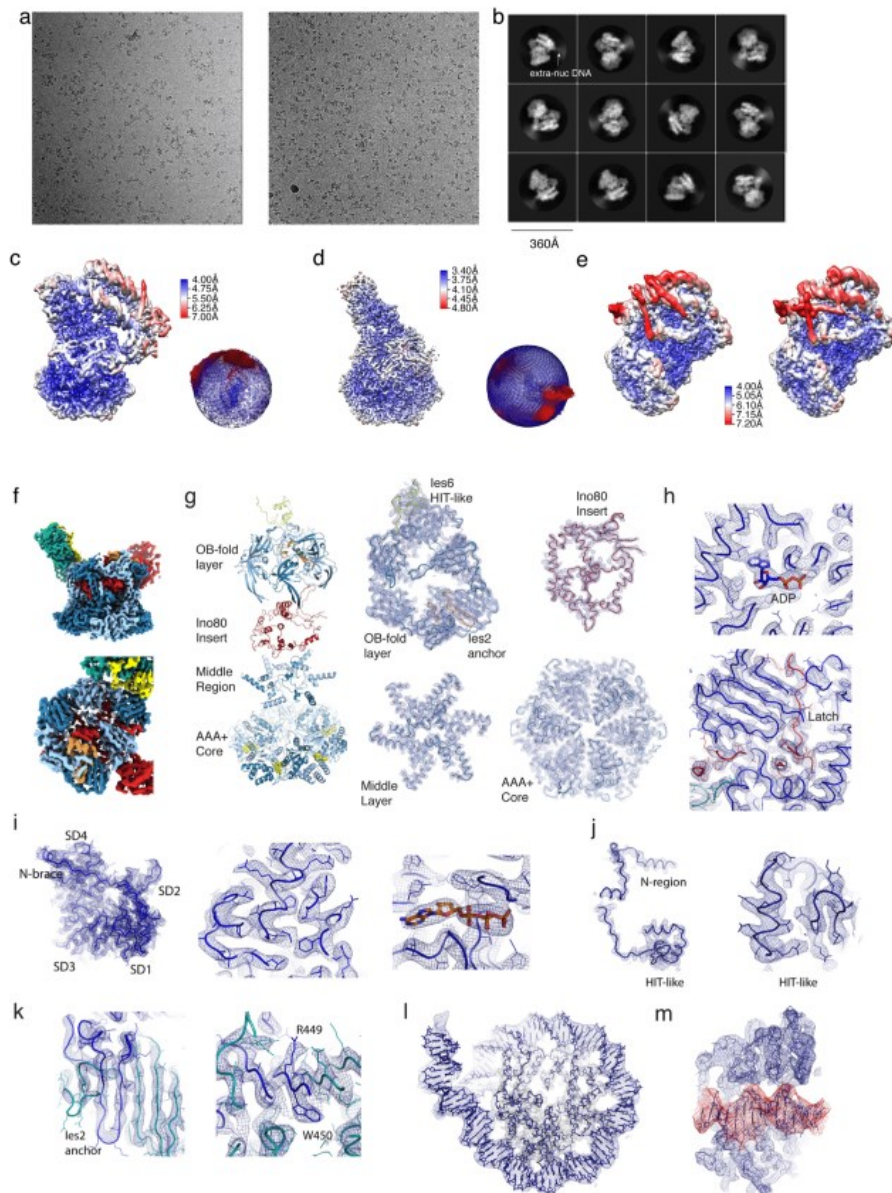 a
b
extra-nuc DNA
360Å
c
4.00Å
4.75Å
5.50Å
6.25Å
7.00Å
d
3.40Å
3.75Å
4.10Å
4.45Å
4.80Å
e
4.00Å
5.05Å
6.10Å
7.15Å
7.20Å
f
g
OB-fold
layer
Ino80
Insert
Middle
Region
AAA+
Core
Ies6
HIT-like
OB-fold
layer
Ies2
anchor
Ino80
Insert
Middle
Layer
AAA+
Core
h
ADP
Latch
i
SD4
N-brace
SD2
SD3
SD1
j
N-region
HIT-like
HIT-like
k
Ies2
anchor
R449
W450
l
m